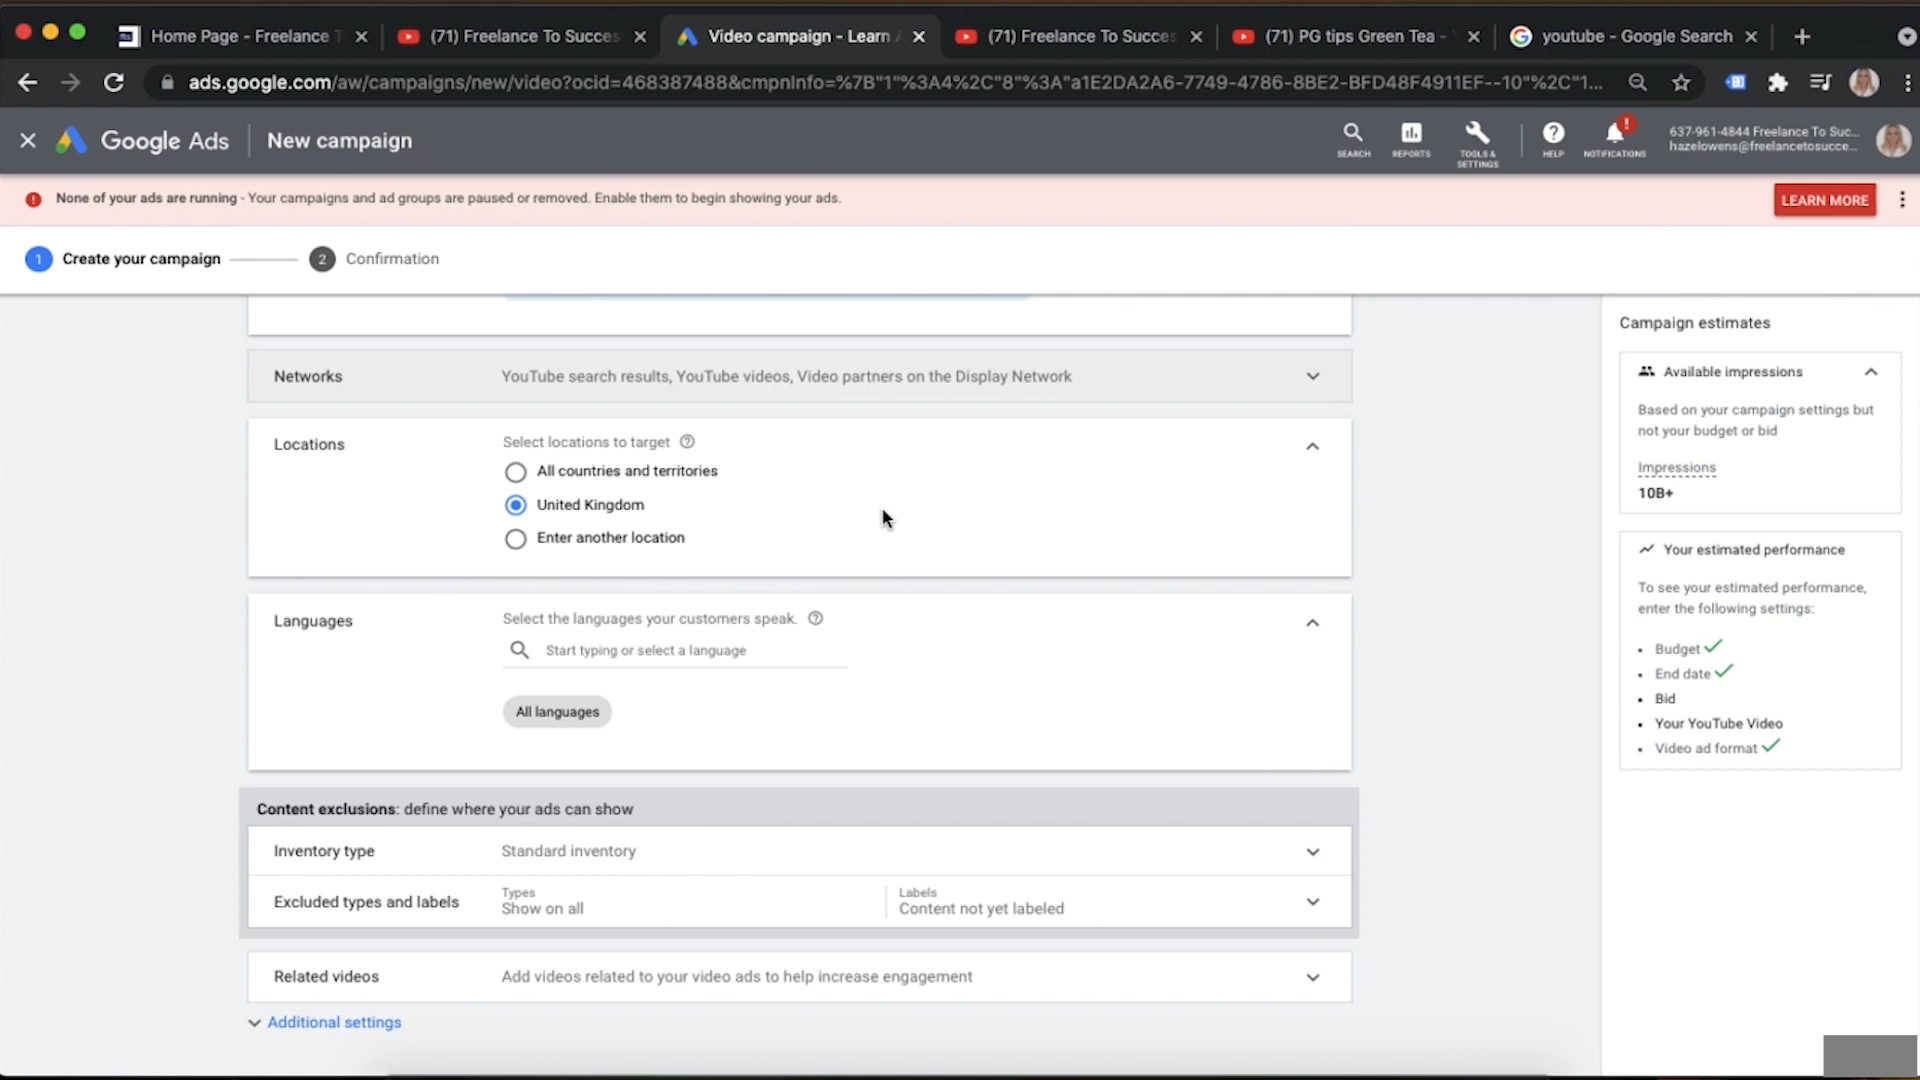 Home Page - Freelance T
(71) Freelance To Succes
Video campaign - Learn A
(71) Freelance To Succes
(71) PG tips Green Tea -
youtube - Google Search
ads.google.com/aw/campaigns/new/video?ocid=468387488&cmpnInfo=%7B"1"%3A4%2C"8"%3A"a1E2DA2A6-7749-4786-8BE2-BFD48F4911EF--10"%2C"1...
Google Ads
New campaign
SEARCH
REPORTS
TOOLS & SETTINGS
HELP
NOTIFICATIONS
637-961-4844 Freelance To Suc...
hazelowens@freelancetosucce...
None of your ads are running - Your campaigns and ad groups are paused or removed. Enable them to begin showing your ads.
LEARN MORE
1 Create your campaign
2 Confirmation
Networks
YouTube search results, YouTube videos, Video partners on the Display Network
Locations
Select locations to target
All countries and territories
United Kingdom
Enter another location
Languages
Select the languages your customers speak.
Start typing or select a language
All languages
Content exclusions: define where your ads can show
Inventory type
Standard inventory
Excluded types and labels
Types
Show on all
Labels
Content not yet labeled
Related videos
Add videos related to your video ads to help increase engagement
Additional settings
Campaign estimates
Available impressions
Based on your campaign settings but
not your budget or bid
Impressions
10B+
Your estimated performance
To see your estimated performance,
enter the following settings:
• Budget
• End date
• Bid
• Your YouTube Video
• Video ad format